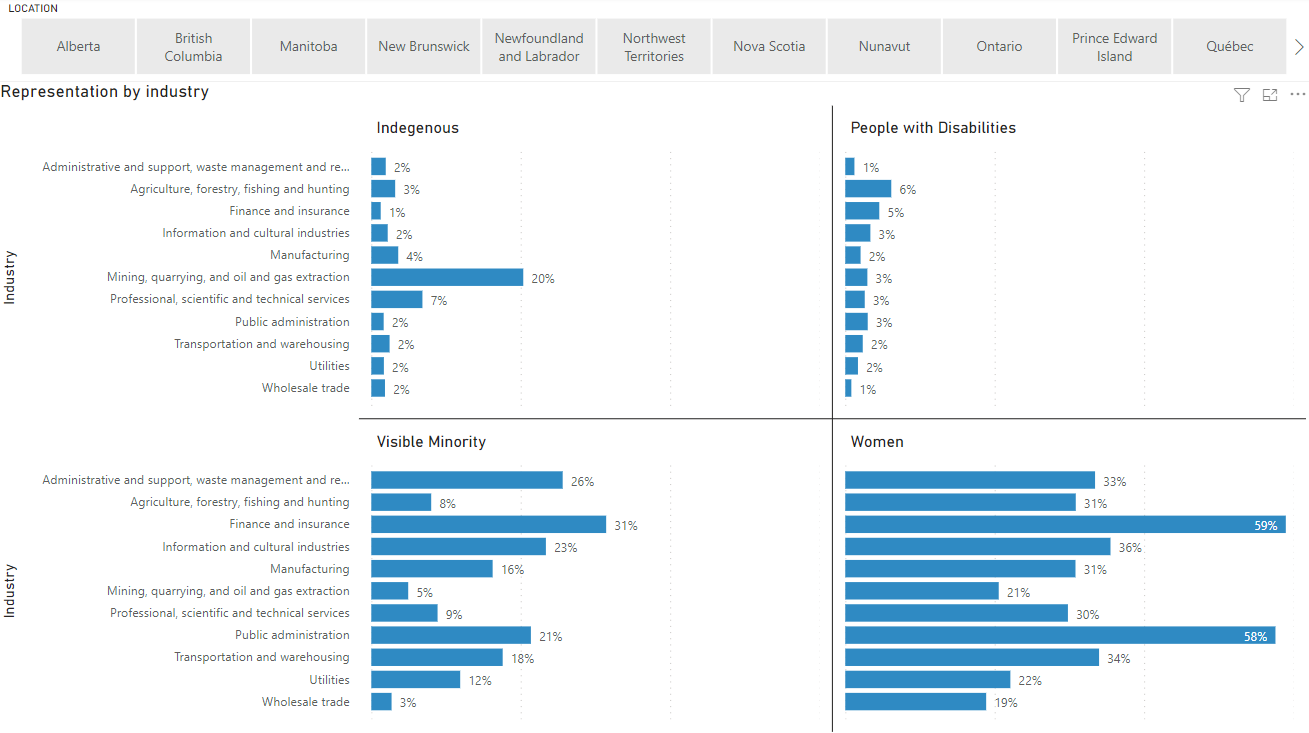 LOCATION
Alberta
British
Columbia
Manitoba
New Brunswick
Newfoundland
and Labrador
Northwest
Territories
Nova Scotia
Nunavut
Ontario
Prince Edward
Island
Québec
Representation by industry
Indegenous
People with Disabilities
Industry
Administrative and support, waste management and re... 2% 1%
Agriculture, forestry, fishing and hunting 3% 6%
Finance and insurance 1% 5%
Information and cultural industries 2% 3%
Manufacturing 4% 2%
Mining, quarrying, and oil and gas extraction 20% 3%
Professional, scientific and technical services 7% 3%
Public administration 2% 3%
Transportation and warehousing 2% 2%
Utilities 2% 2%
Wholesale trade 2% 1%
Visible Minority
Women
Industry
Administrative and support, waste management and re... 26% 33%
Agriculture, forestry, fishing and hunting 8% 31%
Finance and insurance 31% 59%
Information and cultural industries 23% 36%
Manufacturing 16% 31%
Mining, quarrying, and oil and gas extraction 5% 21%
Professional, scientific and technical services 9% 30%
Public administration 21% 58%
Transportation and warehousing 18% 34%
Utilities 12% 22%
Wholesale trade 3% 19%